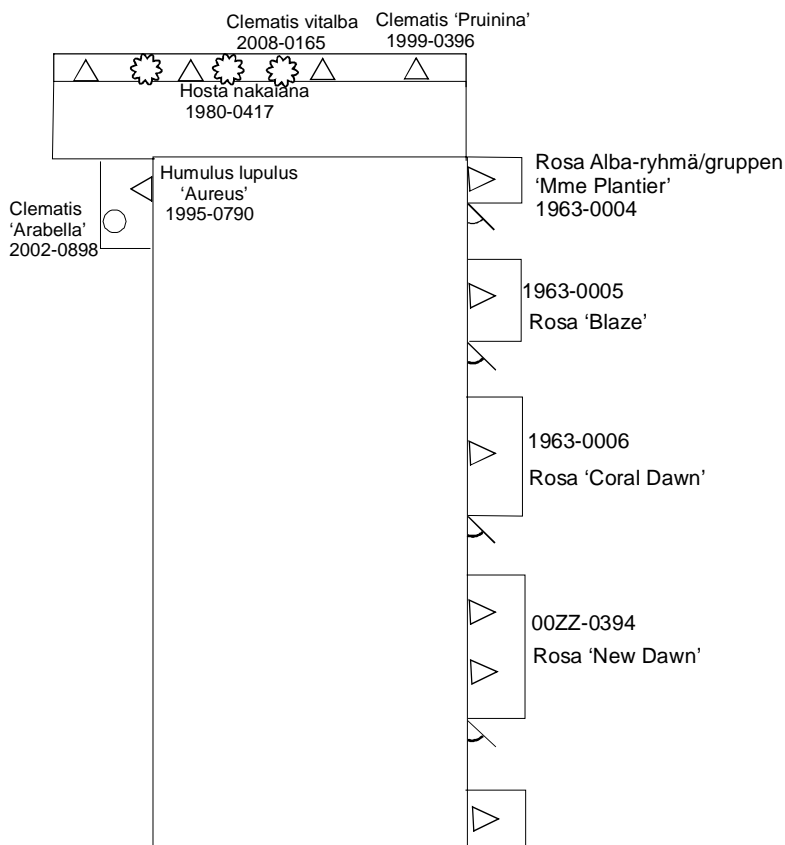 Clematis vitalba
2008-0165
Clematis ‘Pruinina’
1999-0396
Hosta nakaiana
1980-0417
Humulus lupulus
‘Aureus’
1995-0790
Clematis
‘Arabella’
2002-0898
Rosa Alba-ryhmä/gruppen
‘Mme Plantier’
1963-0004
1963-0005
Rosa ‘Blaze’
1963-0006
Rosa ‘Coral Dawn’
00ZZ-0394
Rosa ‘New Dawn’